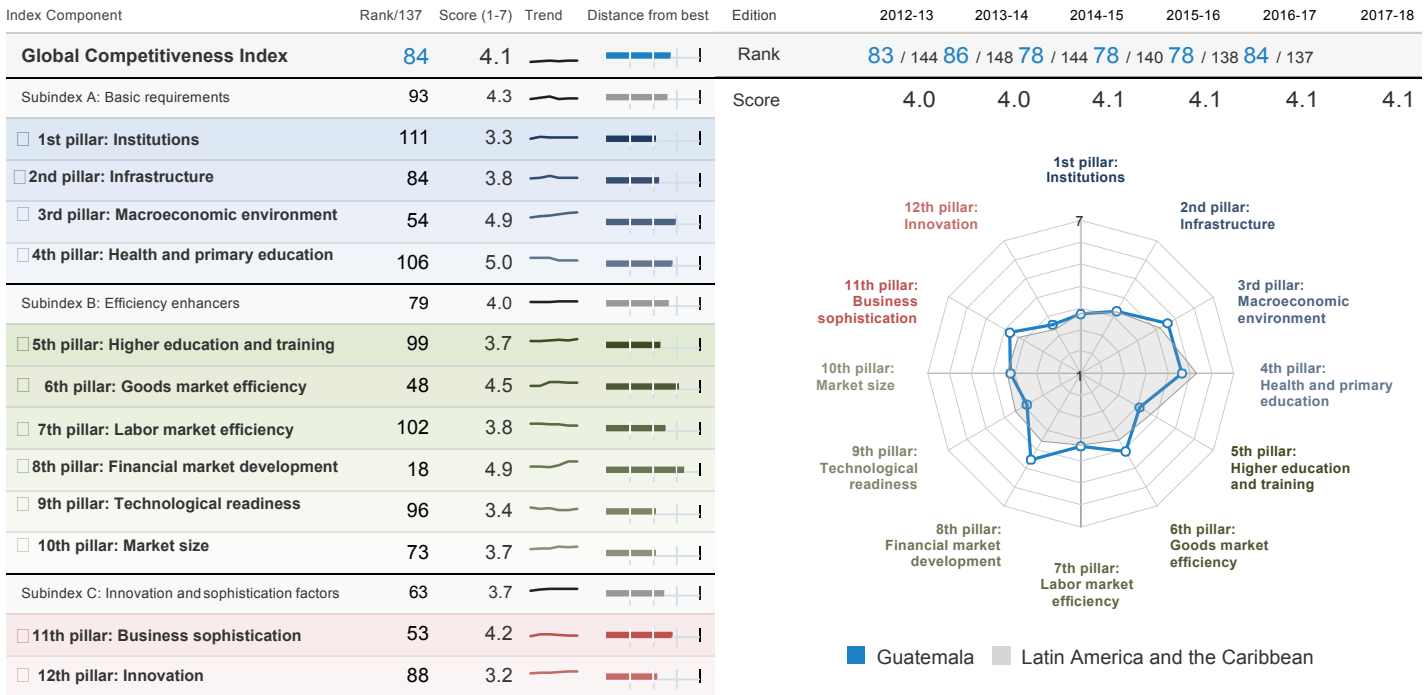 Index Component Rank/137 Score (1-7) Trend Distance from best
Global Competitiveness Index 84 4.1
Subindex A: Basic requirements 93 4.3
1st pillar: Institutions 111 3.3
2nd pillar: Infrastructure 84 3.8
3rd pillar: Macroeconomic environment 54 4.9
4th pillar: Health and primary education 106 5.0
Subindex B: Efficiency enhancers 79 4.0
5th pillar: Higher education and training 99 3.7
6th pillar: Goods market efficiency 48 4.5
7th pillar: Labor market efficiency 102 3.8
8th pillar: Financial market development 18 4.9
9th pillar: Technological readiness 96 3.4
10th pillar: Market size 73 3.7
Subindex C: Innovation and sophistication factors 63 3.7
11th pillar: Business sophistication 53 4.2
12th pillar: Innovation 88 3.2
Edition 2012-13 2013-14 2014-15 2015-16 2016-17 2017-18
Rank 83 / 144 86 / 148 78 / 144 78 / 140 78 / 138 84 / 137
Score 4.0 4.0 4.1 4.1 4.1 4.1
1st pillar:
Institutions
2nd pillar:
Infrastructure
3rd pillar:
Macroeconomic
environment
4th pillar:
Health and primary
education
5th pillar:
Higher education
and training
6th pillar:
Goods market
efficiency
7th pillar:
Labor market
efficiency
8th pillar:
Financial market
development
9th pillar:
Technological
readiness
10th pillar:
Market size
11th pillar:
Business
sophistication
12th pillar:
Innovation
7
1
Guatemala Latin America and the Caribbean